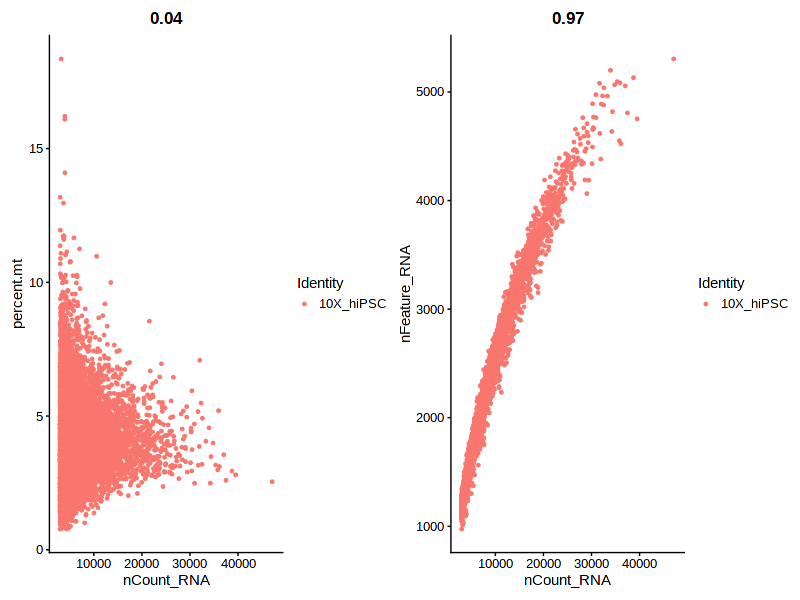 0.04
percent.mt
15
10
5
0
10000 20000 30000 40000
nCount_RNA
Identity
10X_hiPSC
0.97
nFeature_RNA
5000
4000
3000
2000
1000
10000 20000 30000 40000
nCount_RNA
Identity
10X_hiPSC